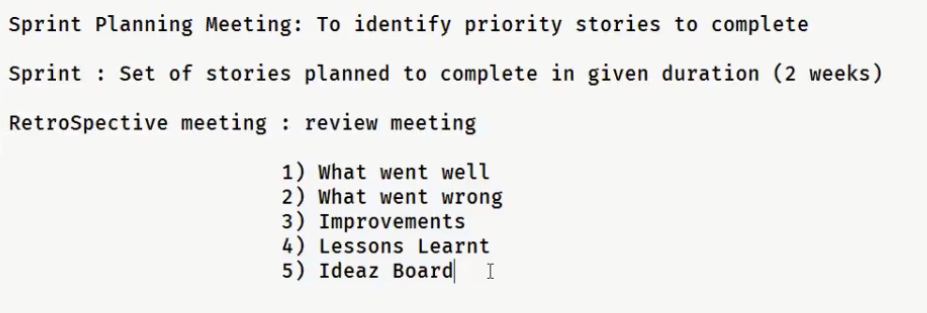 Sprint Planning Meeting: To identify priority stories to complete
Sprint : Set of stories planned to complete in given duration (2 weeks)
RetroSpective meeting : review meeting
1) What went well
2) What went wrong
3) Improvements
4) Lessons Learnt
5) Ideaz Board